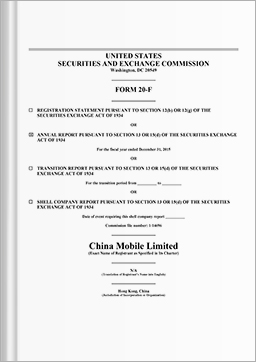 UNITED STATES
SECURITIES AND EXCHANGE COMMISSION
Washington, DC 20549
FORM 20-F
☐ REGISTRATION STATEMENT PURSUANT TO SECTION 12(b) OR 12(g) OF THE
SECURITIES EXCHANGE ACT OF 1934
OR
☒ ANNUAL REPORT PURSUANT TO SECTION 13 OR 15(d) OF THE SECURITIES EXCHANGE
ACT OF 1934
For the fiscal year ended December 31, 2019
OR
☐ TRANSITION REPORT PURSUANT TO SECTION 13 OR 15(d) OF THE SECURITIES
EXCHANGE ACT OF 1934
For the transition period from ________ to ________
OR
☐ SHELL COMPANY REPORT PURSUANT TO SECTION 13 OR 15(d) OF THE SECURITIES
EXCHANGE ACT OF 1934
Date of event requiring this shell company report ________
Commission file number: 1-14696
China Mobile Limited
(Exact Name of Registrant as Specified in Its Charter)
N/A
(Translation of Registrant's Name into English)
Hong Kong, China
(Jurisdiction of Incorporation or Organization)